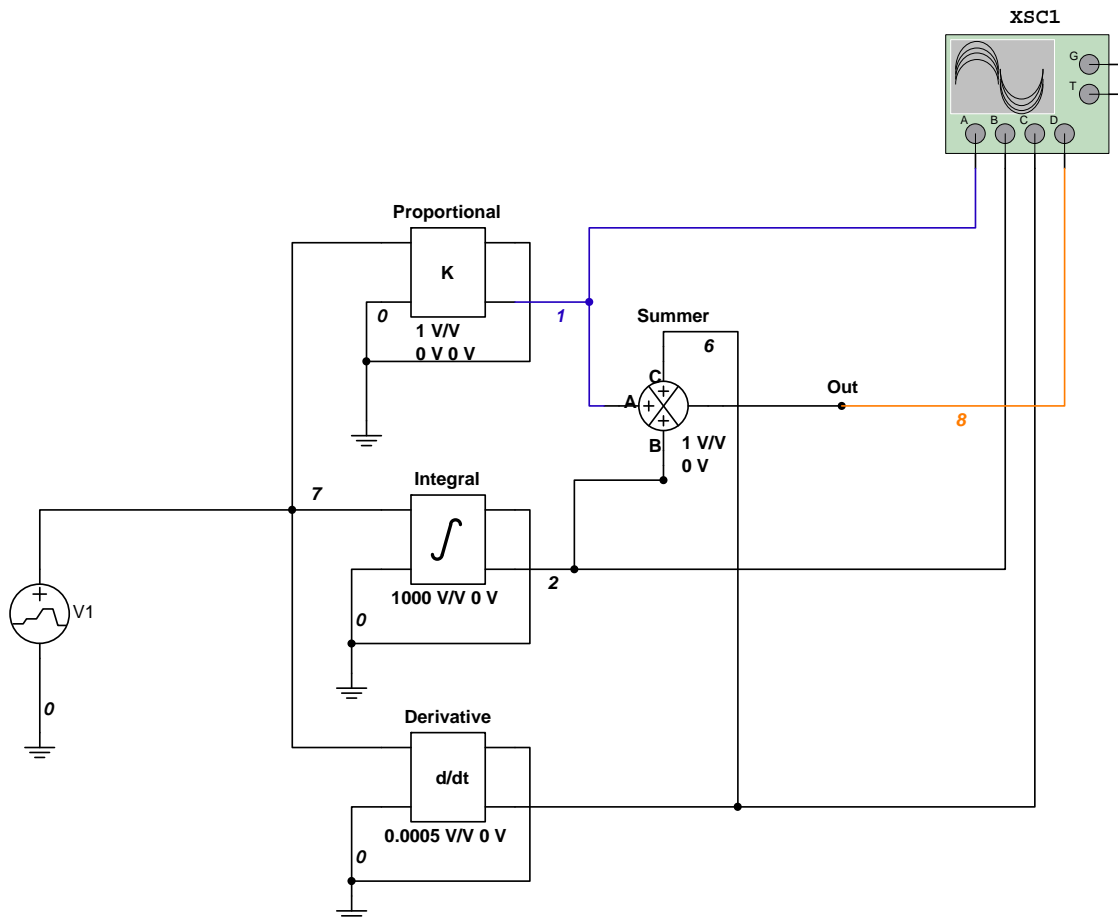 XSC1
G
T
A B C D
Proportional
K
0
1
1 V/V
0 V 0 V
Summer
6
C
A
B
1 V/V
0 V
Out
8
Integral
7
∫
2
1000 V/V 0 V
0
V1
0
Derivative
d/dt
0.0005 V/V 0 V
0